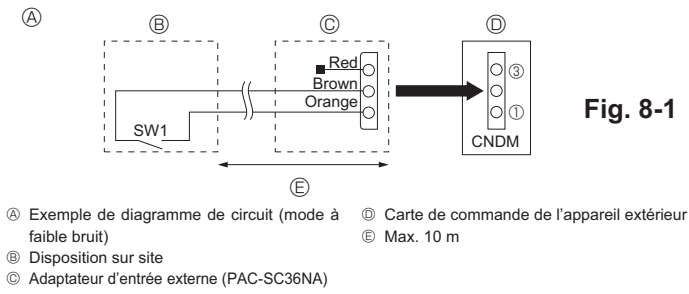 Ⓐ
Ⓑ
Ⓒ
Ⓓ
Red
Brown
Orange
SW1
③
①
CNDM
Fig. 8-1
Ⓔ
Ⓐ Exemple de diagramme de circuit (mode à
faible bruit)
Ⓑ Disposition sur site
Ⓒ Adaptateur d'entrée externe (PAC-SC36NA)
Ⓓ Carte de commande de l'appareil extérieur
Ⓔ Max. 10 m